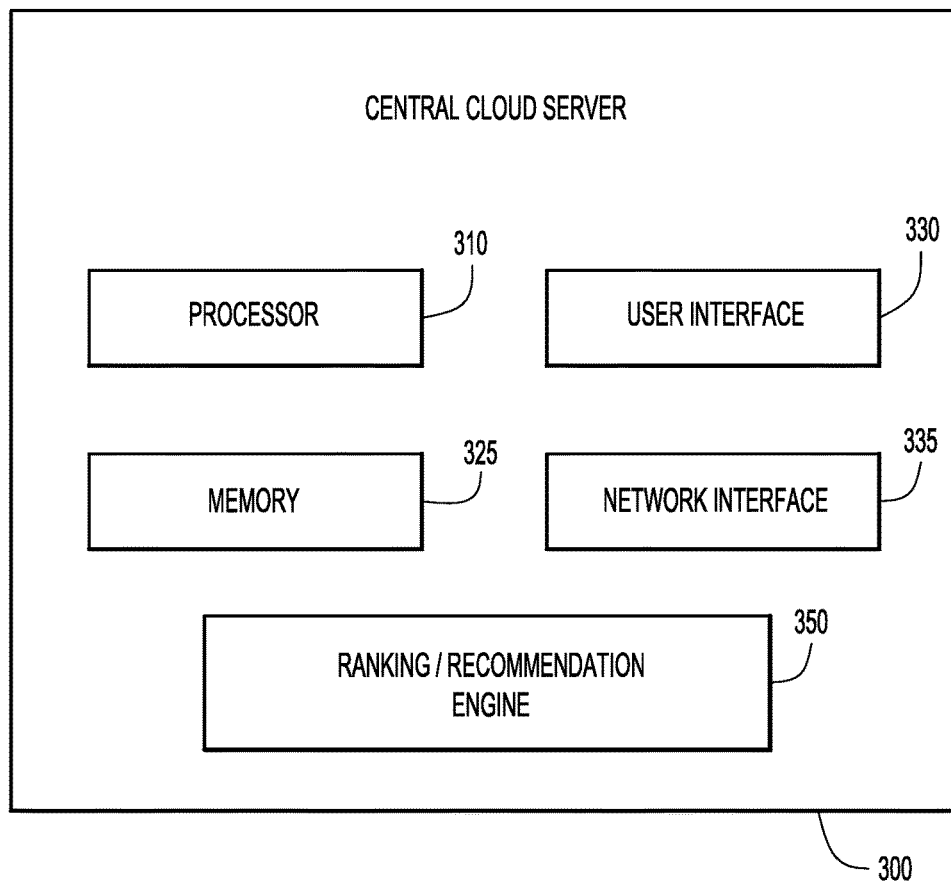 CENTRAL CLOUD SERVER
310
330
PROCESSOR
USER INTERFACE
325
335
MEMORY
NETWORK INTERFACE
350
RANKING / RECOMMENDATION
ENGINE
300